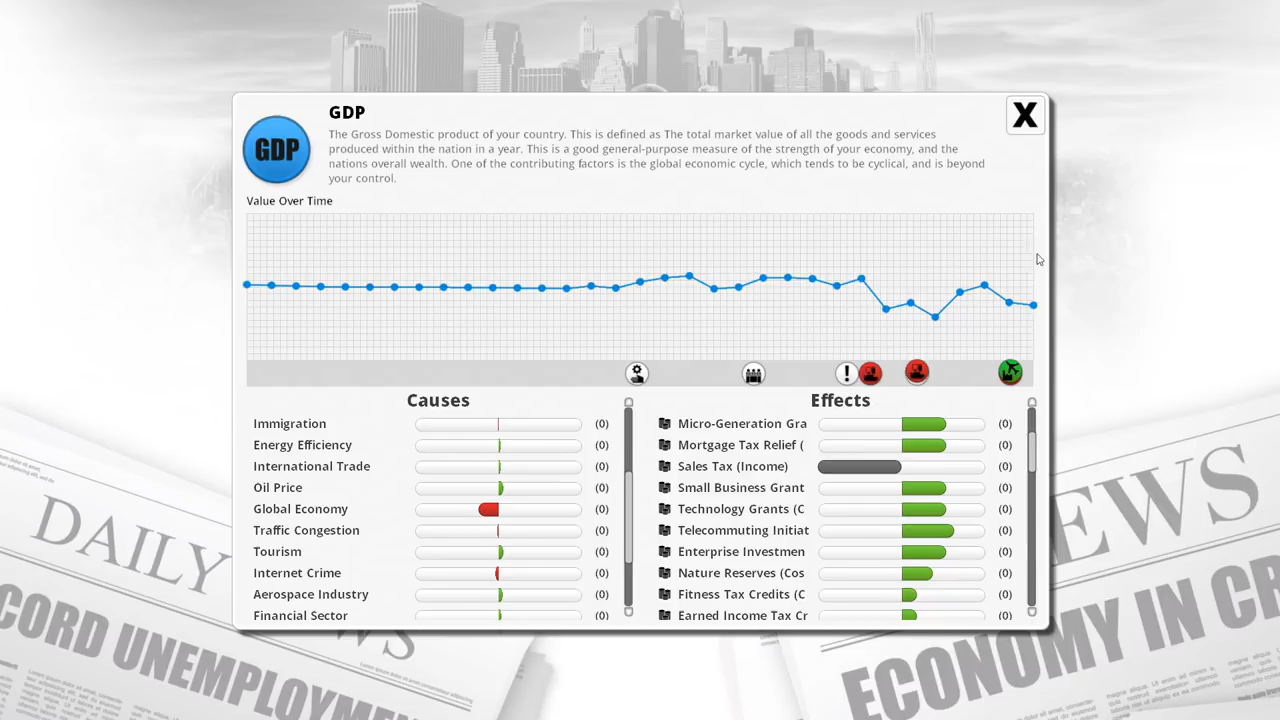 GDP
GDP
The Gross Domestic product of your country. This is defined as The total market value of all the goods and services
produced within the nation in a year. This is a good general-purpose measure of the strength of your economy, and the
nations overall wealth. One of the contributing factors is the global economic cycle, which tends to be cyclical, and is beyond
your control.
X
Value Over Time
!
Causes
Effects
Immigration (0)
Energy Efficiency (0)
International Trade (0)
Oil Price (0)
Global Economy (0)
Traffic Congestion (0)
Tourism (0)
Internet Crime (0)
Aerospace Industry (0)
Financial Sector (0)
Micro-Generation Gra (0)
Mortgage Tax Relief ( (0)
Sales Tax (Income) (0)
Small Business Grant (0)
Technology Grants (C (0)
Telecommuting Initiat (0)
Enterprise Investmen (0)
Nature Reserves (Cos (0)
Fitness Tax Credits (C (0)
Earned Income Tax Cr (0)
DAILY
WS
CORD UNEMPLOYME
EWS
ECONOMY IN CR